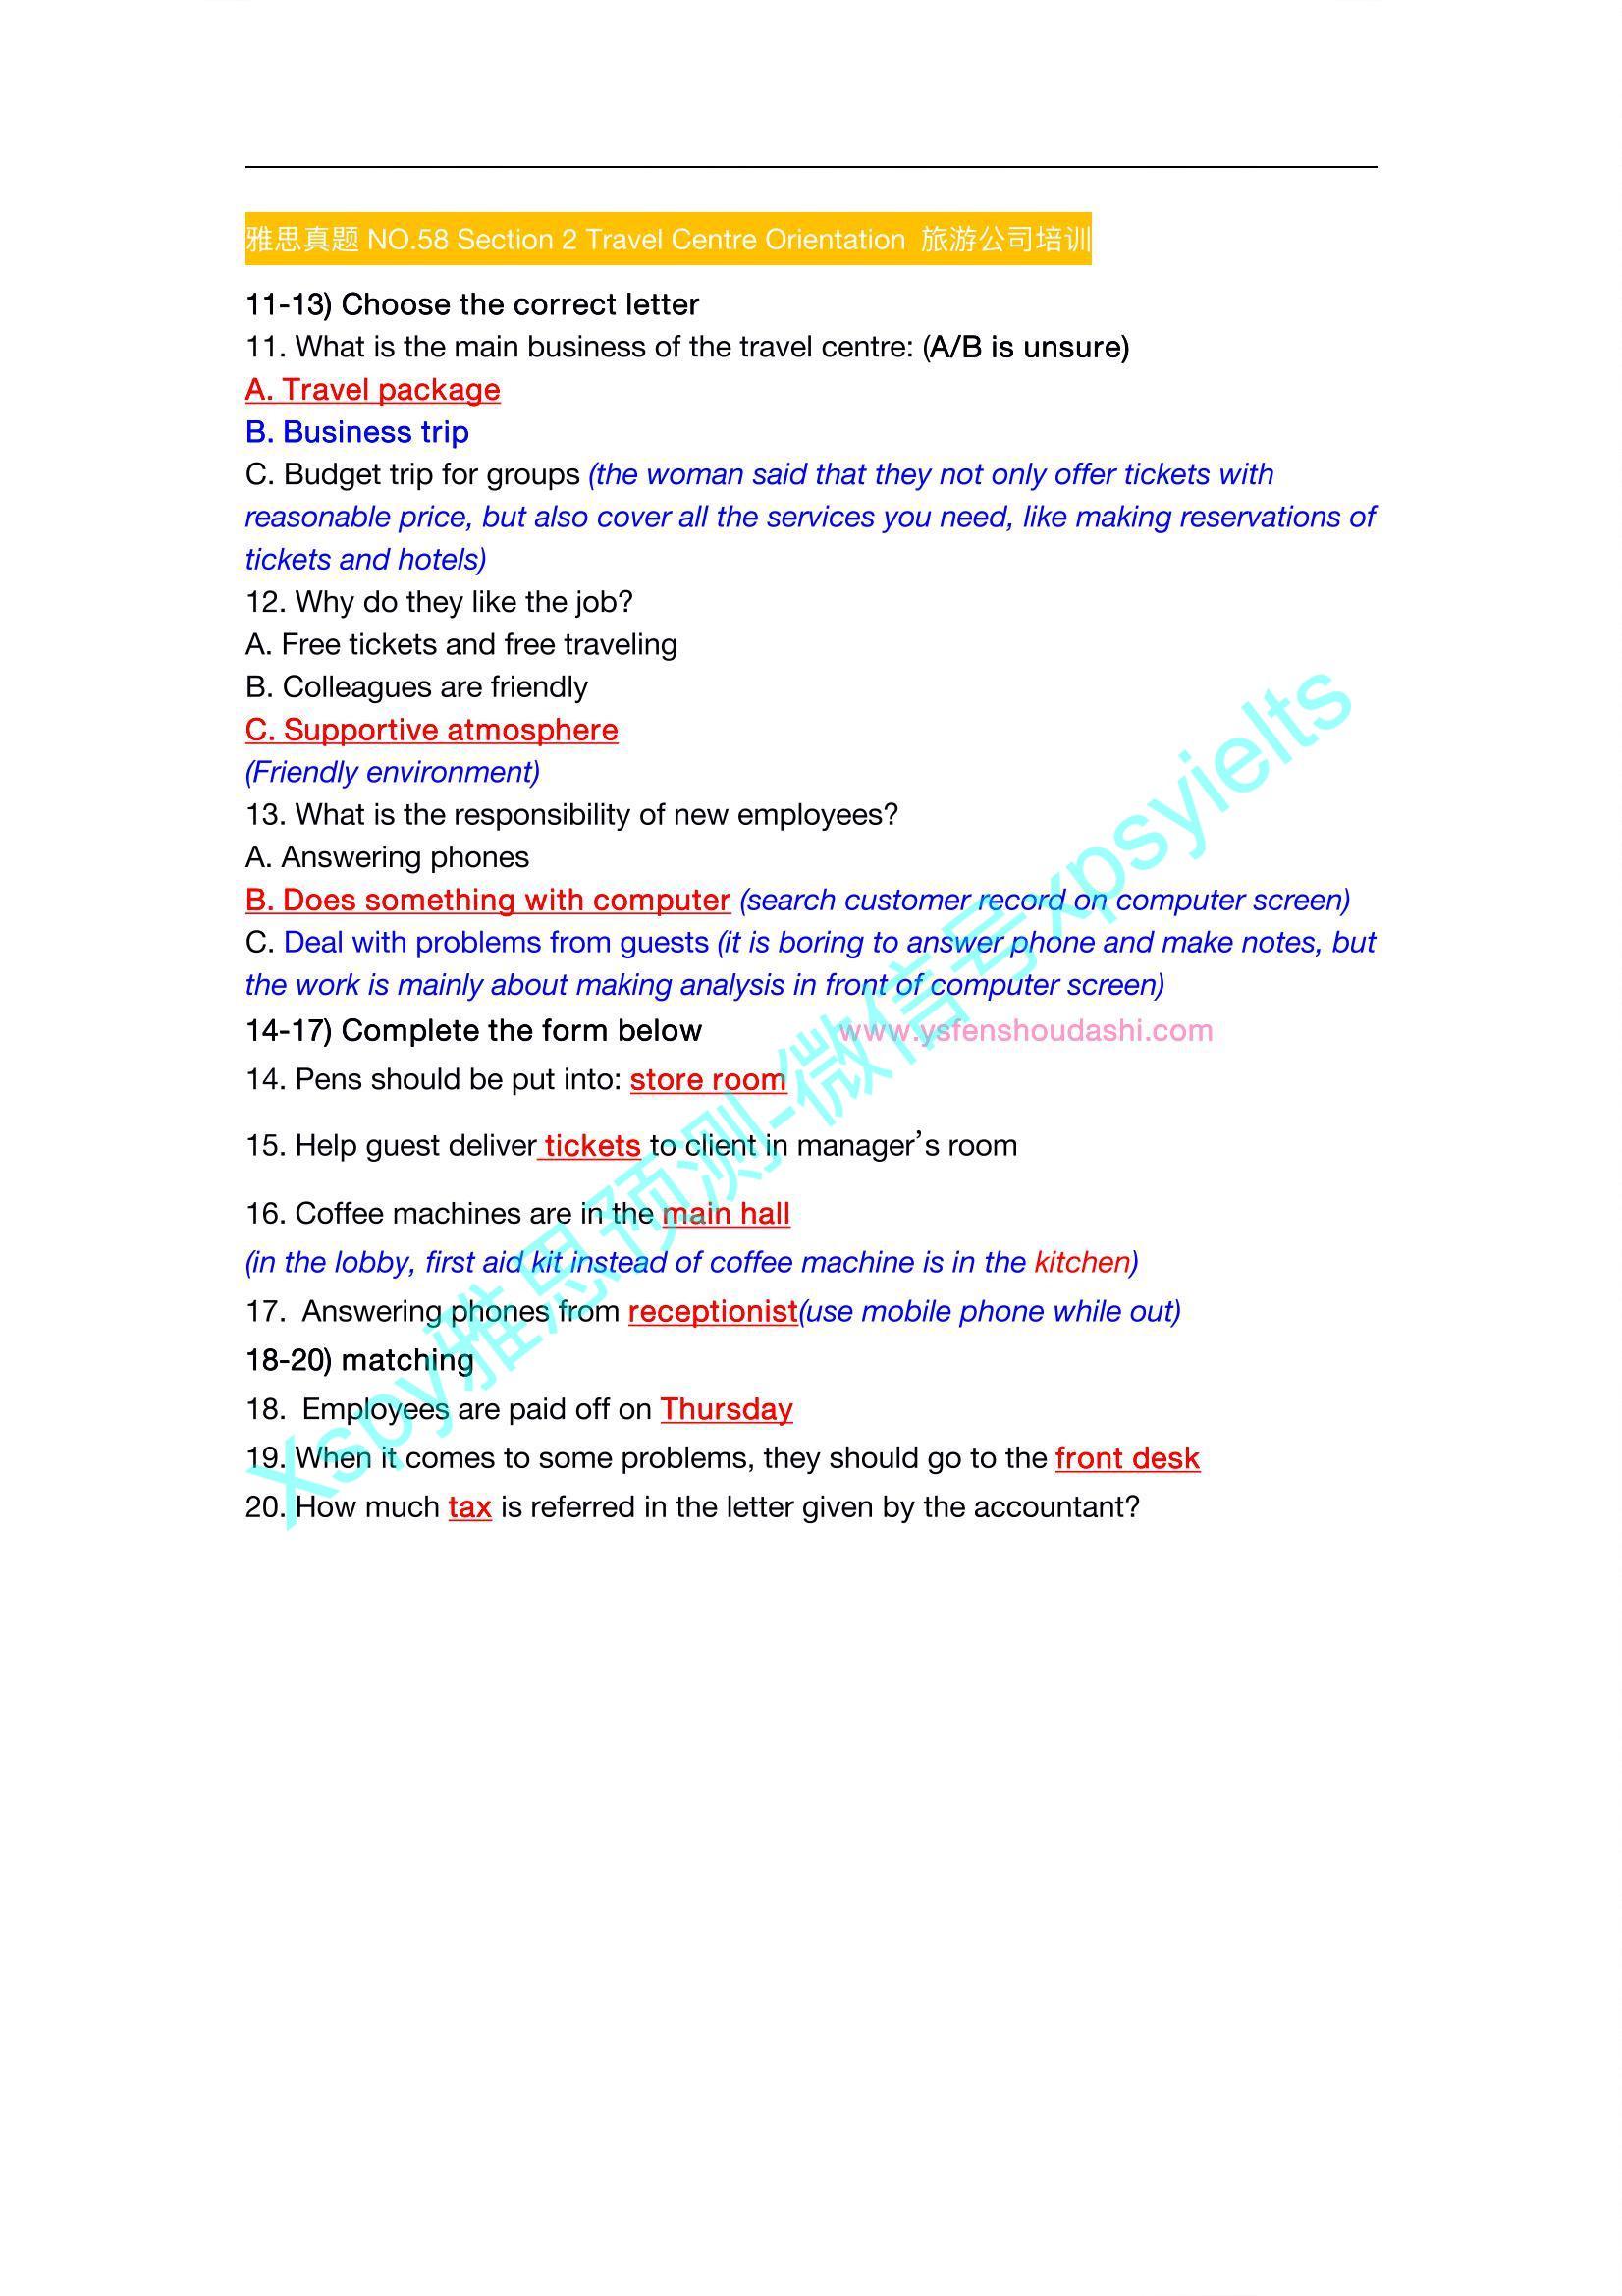 雅思真题 NO.58 Section 2 Travel Centre Orientation 旅游公司培训
11-13) Choose the correct letter
11. What is the main business of the travel centre: (A/B is unsure)
A. Travel package
B. Business trip
C. Budget trip for groups (the woman said that they not only offer tickets with
reasonable price, but also cover all the services you need, like making reservations of
tickets and hotels)
12. Why do they like the job?
A. Free tickets and free traveling
B. Colleagues are friendly
C. Supportive atmosphere
(Friendly environment)
13. What is the responsibility of new employees?
A. Answering phones
B. Does something with computer (search customer record on computer screen)
C. Deal with problems from guests (it is boring to answer phone and make notes, but
the work is mainly about making analysis in front of computer screen)
14-17) Complete the form below www.ysfenshoudashi.com
14. Pens should be put into: store room
15. Help guest deliver tickets to client in manager’s room
16. Coffee machines are in the main hall
(in the lobby, first aid kit instead of coffee machine is in the kitchen)
17. Answering phones from receptionist(use mobile phone while out)
18-20) matching
18. Employees are paid off on Thursday
19. When it comes to some problems, they should go to the front desk
20. How much tax is referred in the letter given by the accountant?
Xspy雅思预测-微信号xpsyielts